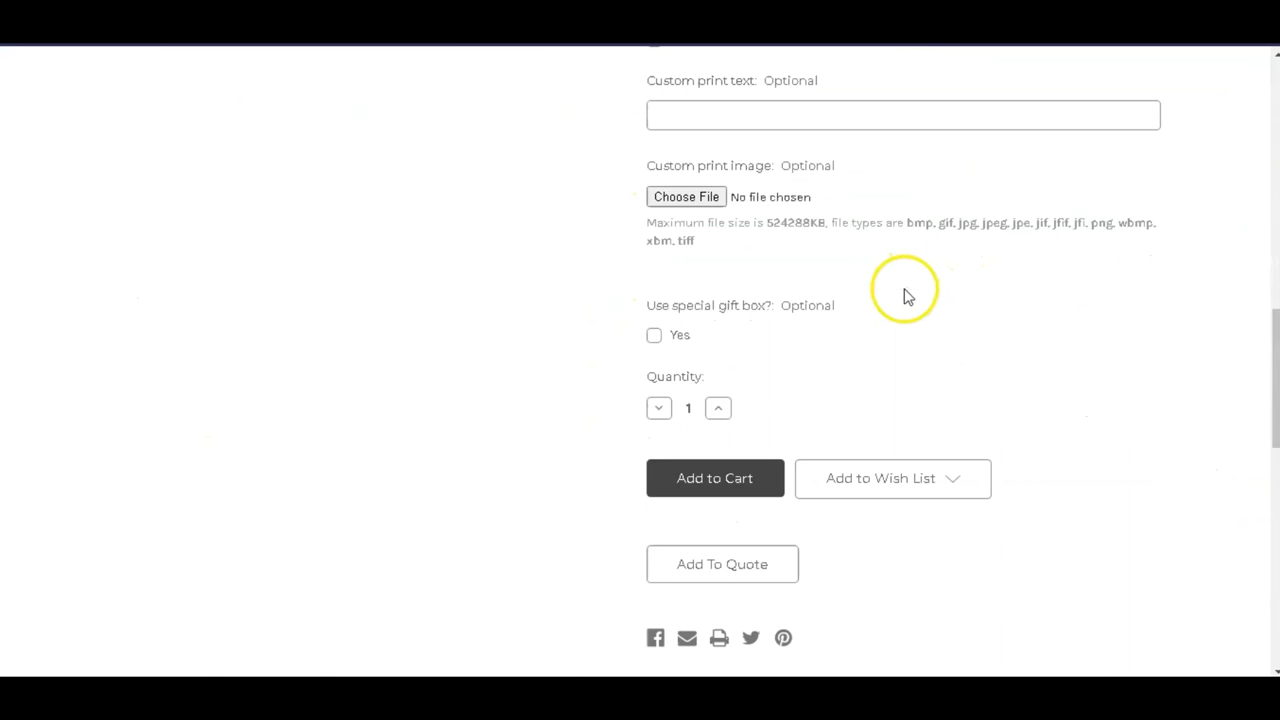 Custom print text: Optional
Custom print image: Optional
Choose File No file chosen
Maximum file size is 524288KB, file types are bmp, gif, jpg, jpeg, jpe, jif, jfif, jfi, png, wbmp,
xbm, tiff
Use special gift box?: Optional
Yes
Quantity:
1
Add to Cart
Add to Wish List
Add To Quote